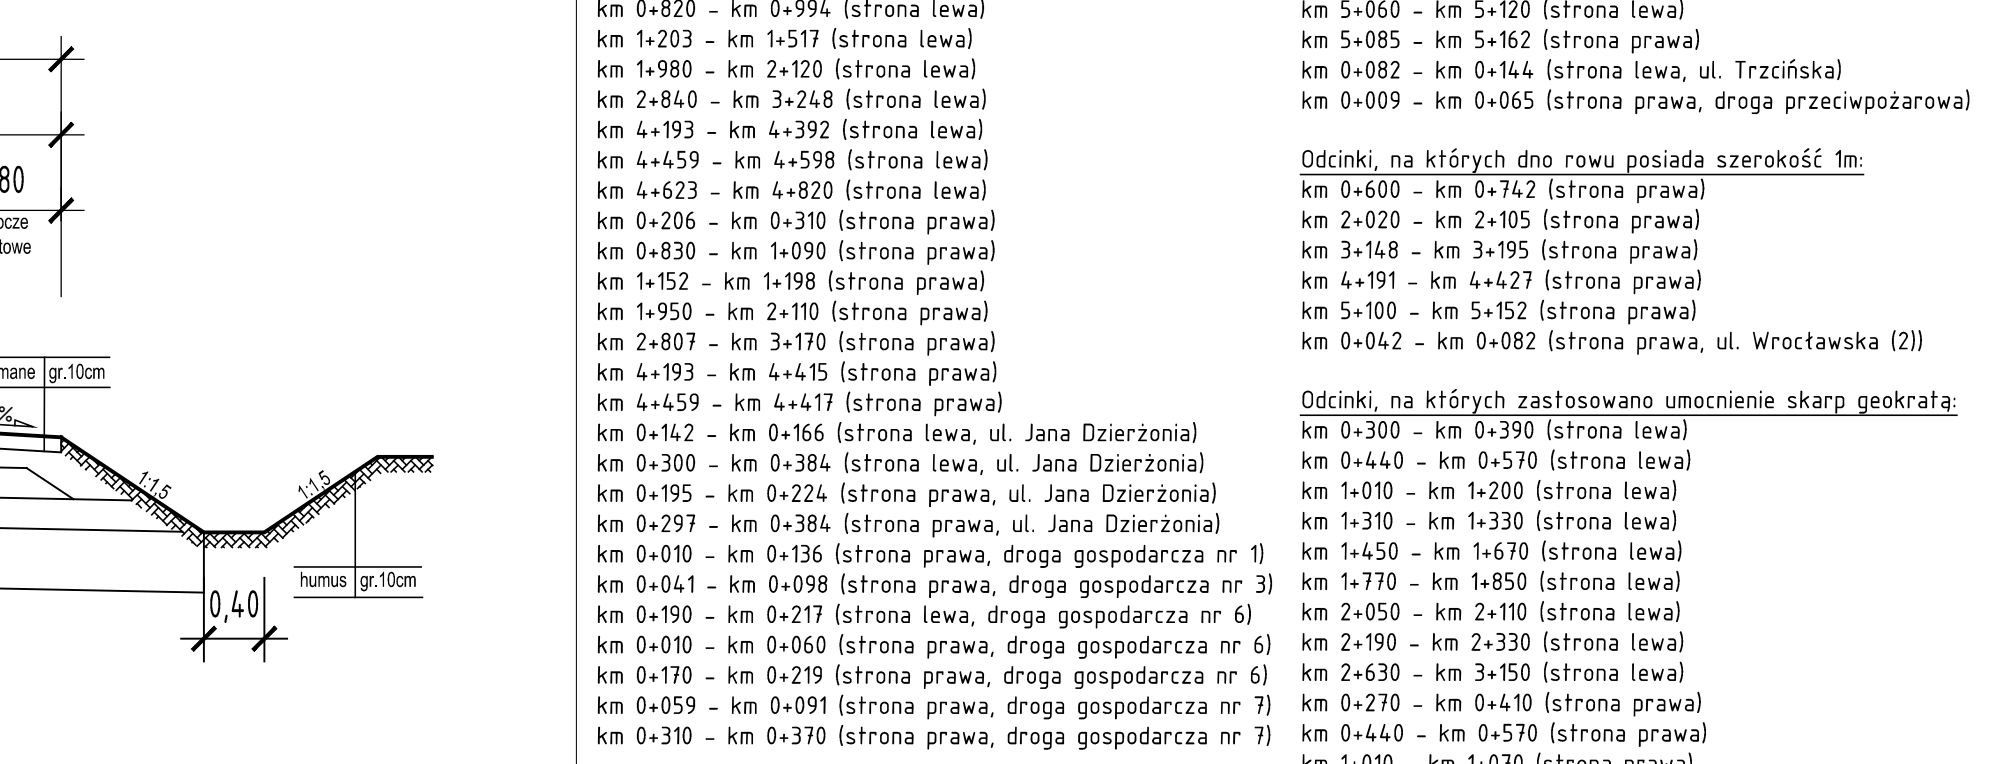 80
ocze
towe
mane gr.10cm
%
1:1,5
1:1,5
humus gr.10cm
0,40
km 0+820 - km 0+994 (strona lewa)
km 1+203 - km 1+517 (strona lewa)
km 1+980 - km 2+120 (strona lewa)
km 2+840 - km 3+248 (strona lewa)
km 4+193 - km 4+392 (strona lewa)
km 4+459 - km 4+598 (strona lewa)
km 4+623 - km 4+820 (strona lewa)
km 0+206 - km 0+310 (strona prawa)
km 0+830 - km 1+090 (strona prawa)
km 1+152 - km 1+198 (strona prawa)
km 1+950 - km 2+110 (strona prawa)
km 2+807 - km 3+170 (strona prawa)
km 4+193 - km 4+415 (strona prawa)
km 4+459 - km 4+417 (strona prawa)
km 0+142 - km 0+166 (strona lewa, ul. Jana Dzierżonia)
km 0+300 - km 0+384 (strona lewa, ul. Jana Dzierżonia)
km 0+195 - km 0+224 (strona prawa, ul. Jana Dzierżonia)
km 0+297 - km 0+384 (strona prawa, ul. Jana Dzierżonia)
km 0+010 - km 0+136 (strona prawa, droga gospodarcza nr 1)
km 0+041 - km 0+098 (strona prawa, droga gospodarcza nr 3)
km 0+190 - km 0+217 (strona lewa, droga gospodarcza nr 6)
km 0+010 - km 0+060 (strona prawa, droga gospodarcza nr 6)
km 0+170 - km 0+219 (strona prawa, droga gospodarcza nr 6)
km 0+059 - km 0+091 (strona prawa, droga gospodarcza nr 7)
km 0+310 - km 0+370 (strona prawa, droga gospodarcza nr 7)
km 5+060 - km 5+120 (strona lewa)
km 5+085 - km 5+162 (strona prawa)
km 0+082 - km 0+144 (strona lewa, ul. Trzcińska)
km 0+009 - km 0+065 (strona prawa, droga przeciwpożarowa)
Odcinki, na których dno rowu posiada szerokość 1m:
km 0+600 - km 0+742 (strona prawa)
km 2+020 - km 2+105 (strona prawa)
km 3+148 - km 3+195 (strona prawa)
km 4+191 - km 4+427 (strona prawa)
km 5+100 - km 5+152 (strona prawa)
km 0+042 - km 0+082 (strona prawa, ul. Wrocławska (2))
Odcinki, na których zastosowano umocnienie skarp geokratą:
km 0+300 - km 0+390 (strona lewa)
km 0+440 - km 0+570 (strona lewa)
km 1+010 - km 1+200 (strona lewa)
km 1+310 - km 1+330 (strona lewa)
km 1+450 - km 1+670 (strona lewa)
km 1+770 - km 1+850 (strona lewa)
km 2+050 - km 2+110 (strona lewa)
km 2+190 - km 2+330 (strona lewa)
km 2+630 - km 3+150 (strona lewa)
km 0+270 - km 0+410 (strona prawa)
km 0+440 - km 0+570 (strona prawa)
km 1+010 - km 1+070 (strona prawa)